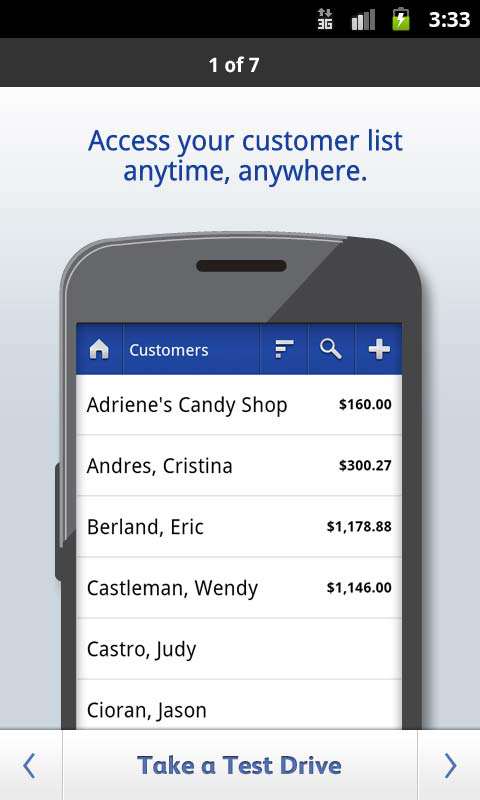 3G 3:33
1 of 7
Access your customer list
anytime, anywhere.
Customers
Adriene's Candy Shop $160.00
Andres, Cristina $300.27
Berland, Eric $1,178.88
Castleman, Wendy $1,146.00
Castro, Judy
Cioran, Jason
Take a Test Drive